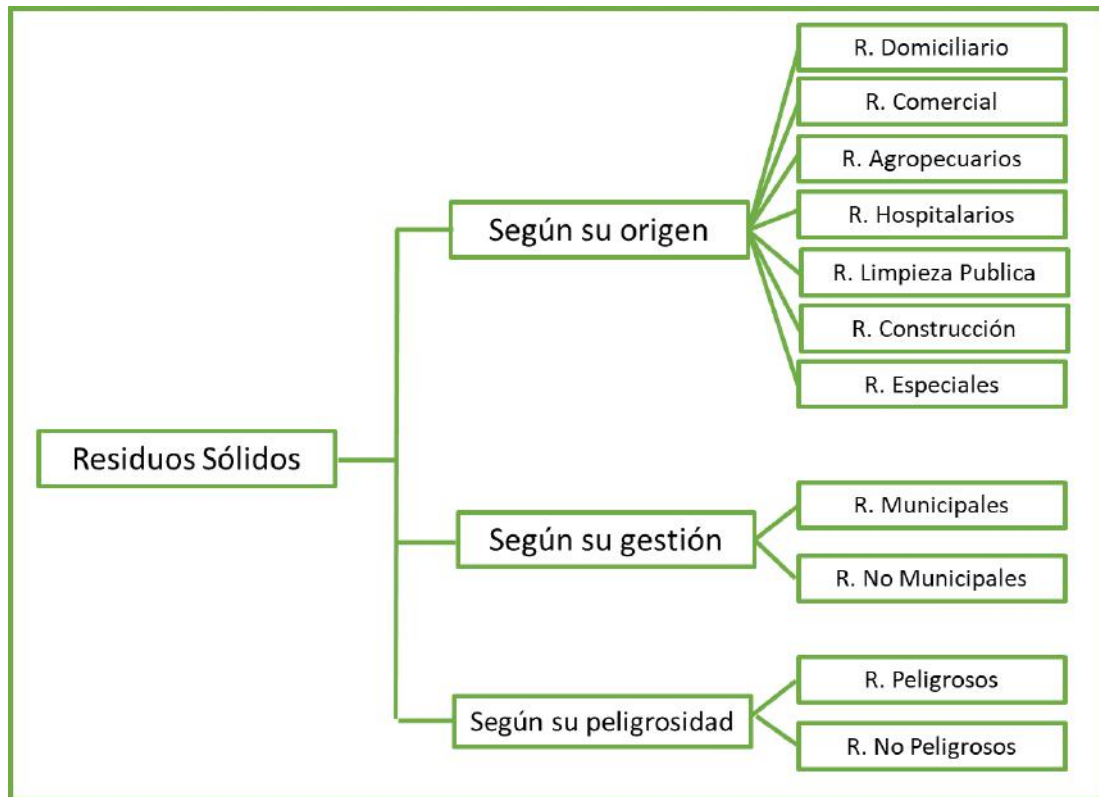 Residuos Sólidos
Según su origen
R. Domiciliario
R. Comercial
R. Agropecuarios
R. Hospitalarios
R. Limpieza Publica
R. Construcción
R. Especiales
Según su gestión
R. Municipales
R. No Municipales
Según su peligrosidad
R. Peligrosos
R. No Peligrosos